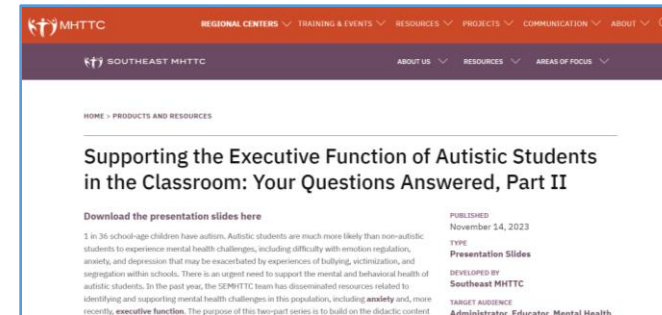 MHTTC REGIONAL CENTERS TRAINING & EVENTS RESOURCES PROJECTS COMMUNICATION ABOUT
SOUTHEAST MHTTC ABOUT US RESOURCES AREAS OF FOCUS
HOME > PRODUCTS AND RESOURCES
Supporting the Executive Function of Autistic Students
in the Classroom: Your Questions Answered, Part II
Download the presentation slides here
1 in 36 school-age children have autism. Autistic students are much more likely than non-autistic
students to experience mental health challenges, including difficulty with emotion regulation,
anxiety, and depression that may be exacerbated by experiences of bullying, victimization, and
segregation within schools. There is an urgent need to support the mental and behavioral health of
autistic students. In the past year, the SEMHTTC team has disseminated resources related to
identifying and supporting mental health challenges in this population, including anxiety and, more
recently, executive function. The purpose of this two-part series is to build on the didactic content
PUBLISHED
November 14, 2023
TYPE
Presentation Slides
DEVELOPED BY
Southeast MHTTC
TARGET AUDIENCE
Administrator, Educator, Mental Health